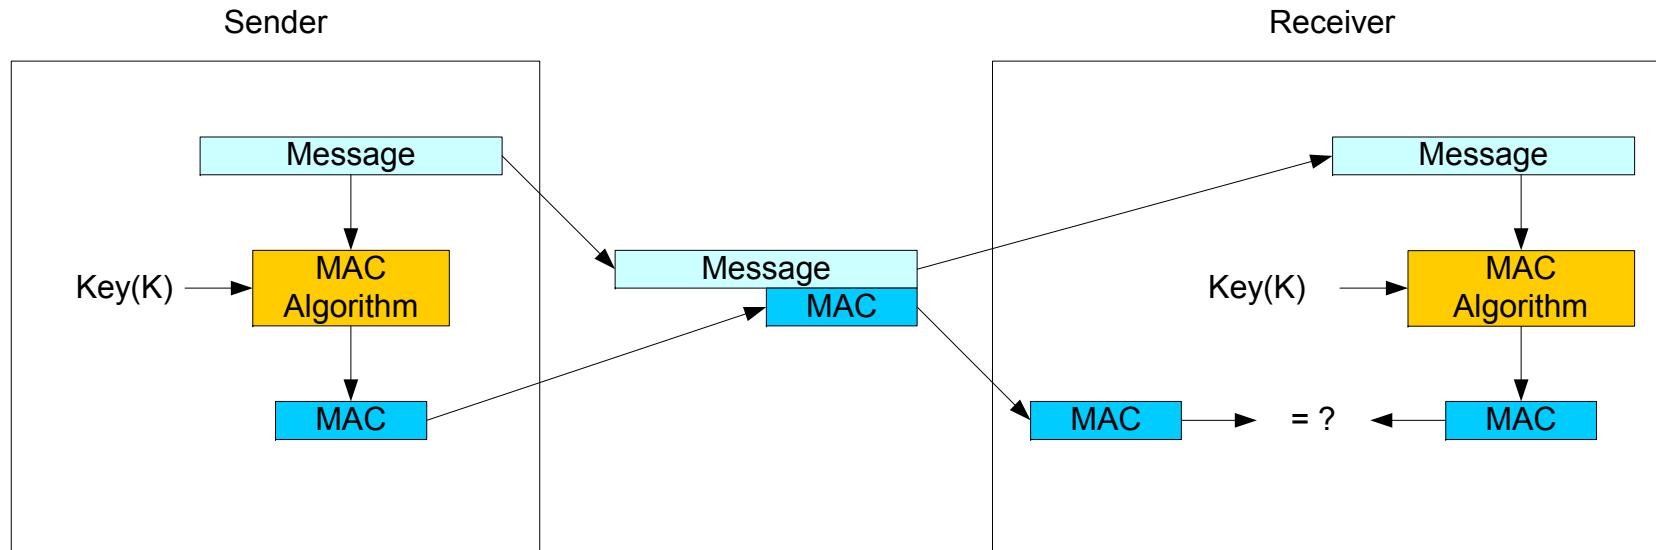 Sender
Receiver
Message
Key(K)
MAC
Algorithm
MAC
Message
MAC
Message
Key(K)
MAC
Algorithm
MAC
= ?
MAC